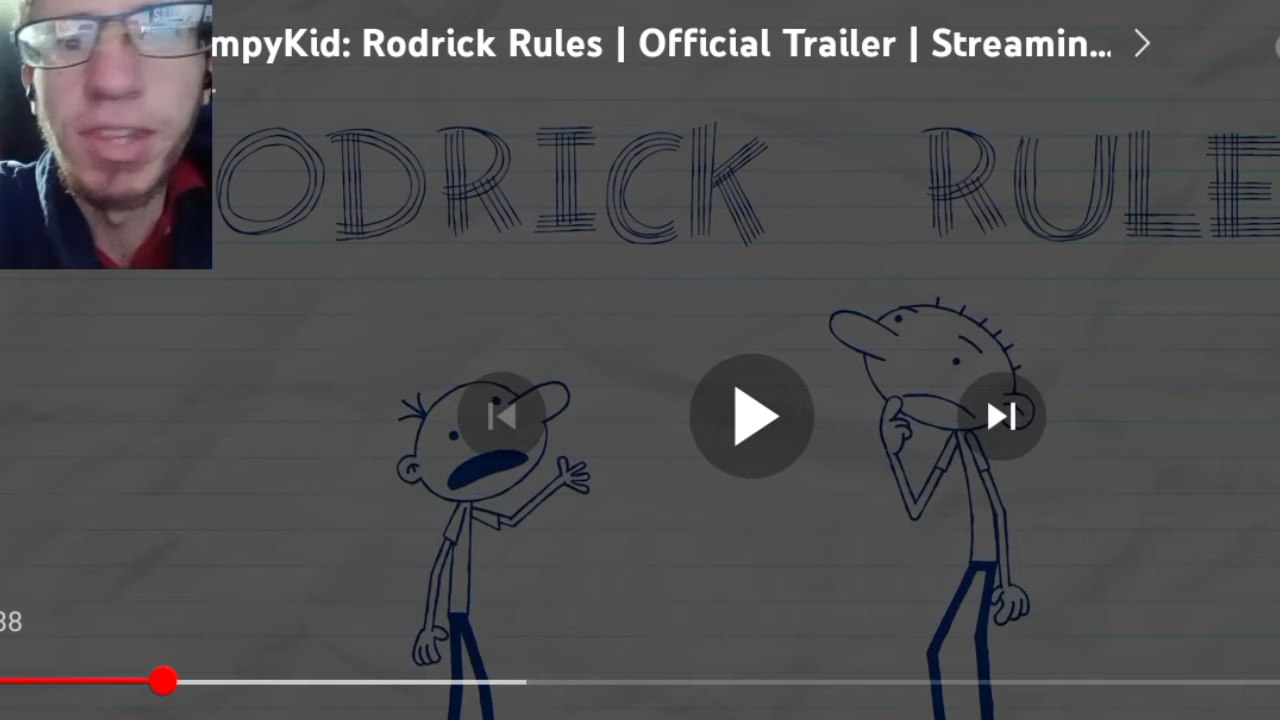 mpyKid: Rodrick Rules | Official Trailer | Streamin...
ODRICK RULE
38